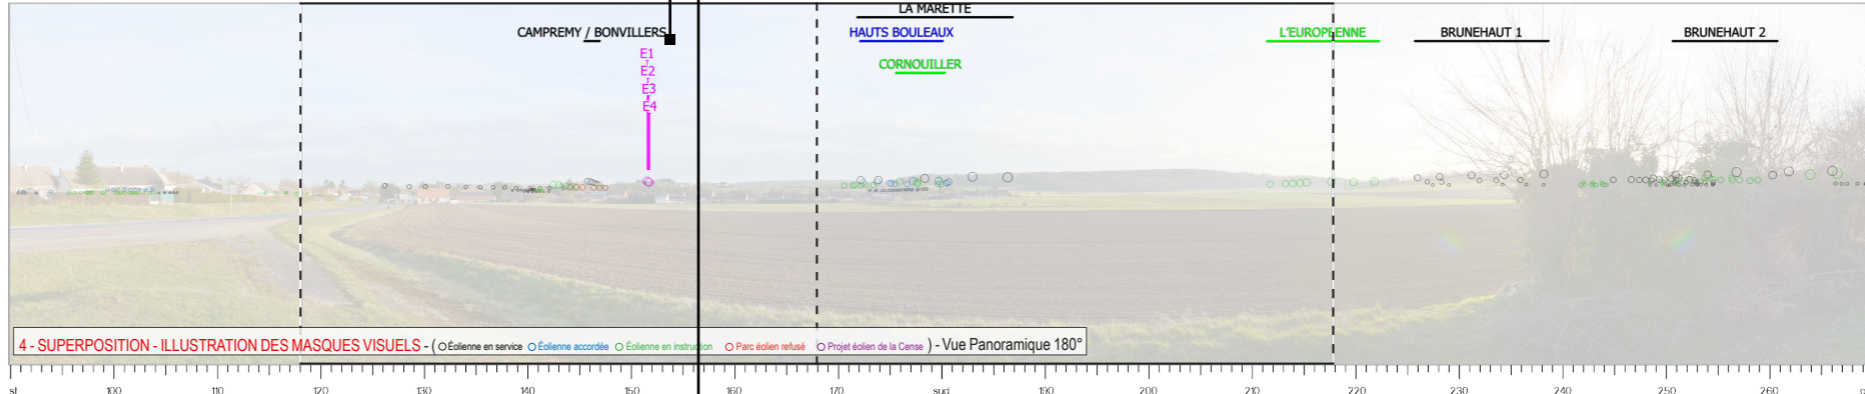 LA MARETTE
CAMPREMY / BONVILLERS
HAUTS BOULEAUX
L'EUROPEENNE
BRUNEHAUT 1
BRUNEHAUT 2
E1
E2
E3
E4
CORNOUILLER
4 - SUPERPOSITION - ILLUSTRATION DES MASQUES VISUELS - ( Éolienne en service Éolienne accordée Éolienne en instruction Parc éolien refusé Projet éolien de la Cense ) - Vue Panoramique 180°
st 100 110 120 130 140 150 160 170 sud 190 200 210 220 230 240 250 260